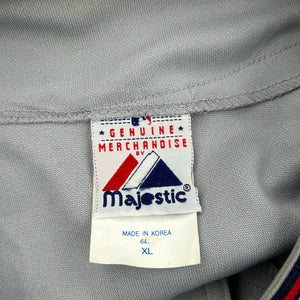 GENUINE
MERCHANDISE
BY
Majestic®
MADE IN KOREA
64.
XL